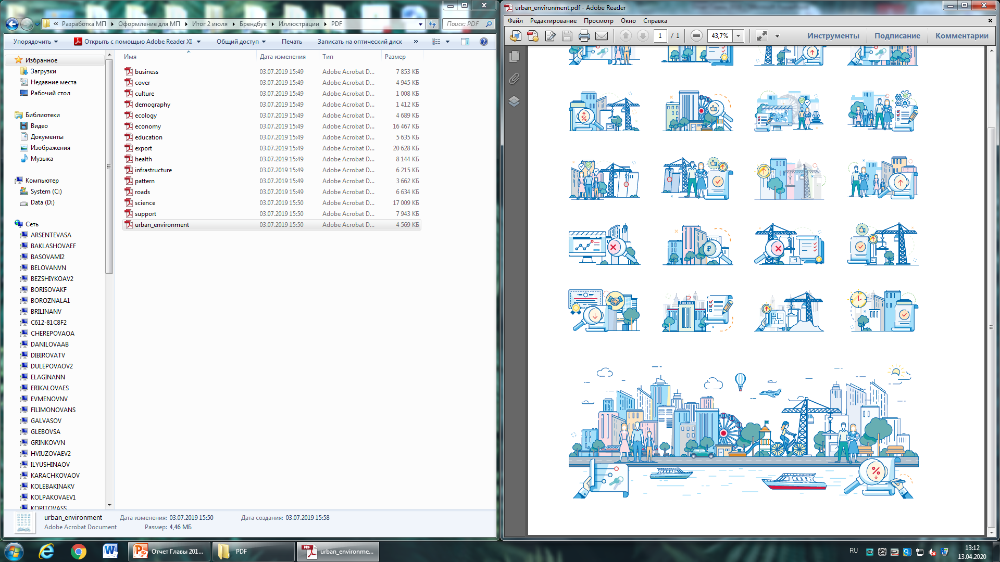 urban_environment.pdf - Adobe Reader
« Разработка МП Оформление для МП Итог 2 июля Брендбук Иллюстрации PDF
Поиск: PDF
Файл Редактирование Просмотр Окно Справка
1 / 1 43,7% Инструменты Подписание Комментарии
Упорядочить Открыть с помощью Adobe Reader XI Общий доступ Печать Записать на оптический диск »
Имя Дата изменения Тип Размер
business 03.07.2019 15:49 Adobe Acrobat D... 7 853 КБ
cover 03.07.2019 15:49 Adobe Acrobat D... 4 945 КБ
culture 03.07.2019 15:49 Adobe Acrobat D... 1 008 КБ
demography 03.07.2019 15:49 Adobe Acrobat D... 1 412 КБ
ecology 03.07.2019 15:49 Adobe Acrobat D... 4 689 КБ
economy 03.07.2019 15:49 Adobe Acrobat D... 16 467 КБ
education 03.07.2019 15:49 Adobe Acrobat D... 5 635 КБ
export 03.07.2019 15:49 Adobe Acrobat D... 20 628 КБ
health 03.07.2019 15:49 Adobe Acrobat D... 8 144 КБ
infrastructure 03.07.2019 15:49 Adobe Acrobat D... 6 215 КБ
pattern 03.07.2019 15:49 Adobe Acrobat D... 3 662 КБ
roads 03.07.2019 15:49 Adobe Acrobat D... 6 634 КБ
science 03.07.2019 15:50 Adobe Acrobat D... 17 009 КБ
support 03.07.2019 15:50 Adobe Acrobat D... 7 943 КБ
urban_environment 03.07.2019 15:50 Adobe Acrobat D... 4 569 КБ
Избранное
Загрузки
Недавние места
Рабочий стол
Библиотеки
Видео
Документы
Изображения
Музыка
Компьютер
System (C:)
Data (D:)
Сеть
ARSENTEVASA
BAKLASHOVAEF
BASOVAMI2
BELOVANVN
BEZSHIYKOAV2
BORISOVAKF
BOROZNALA1
BRILINANV
C612-81C8F2
CHEREPOVAOA
DANILOVAAB
DIBIROVATV
DULEPOVAOV2
ELAGINANN
ERIKALOVAES
EVMENOVNV
FILIMONOVANS
GALVASOV
GLEBOVSA
GRINKOVVN
HVIUZOVAEV2
ILYUSHINAOV
KARACHKOVAOV
KOLEBAKINAKV
KOLPAKOVAEV1
KOPITOVASS
urban_environment Дата изменения: 03.07.2019 15:50 Дата создания: 03.07.2019 15:58
Adobe Acrobat Document Размер: 4,46 МБ
Отчет Главы 201... PDF urban_environme... RU 13:12
13.04.2020